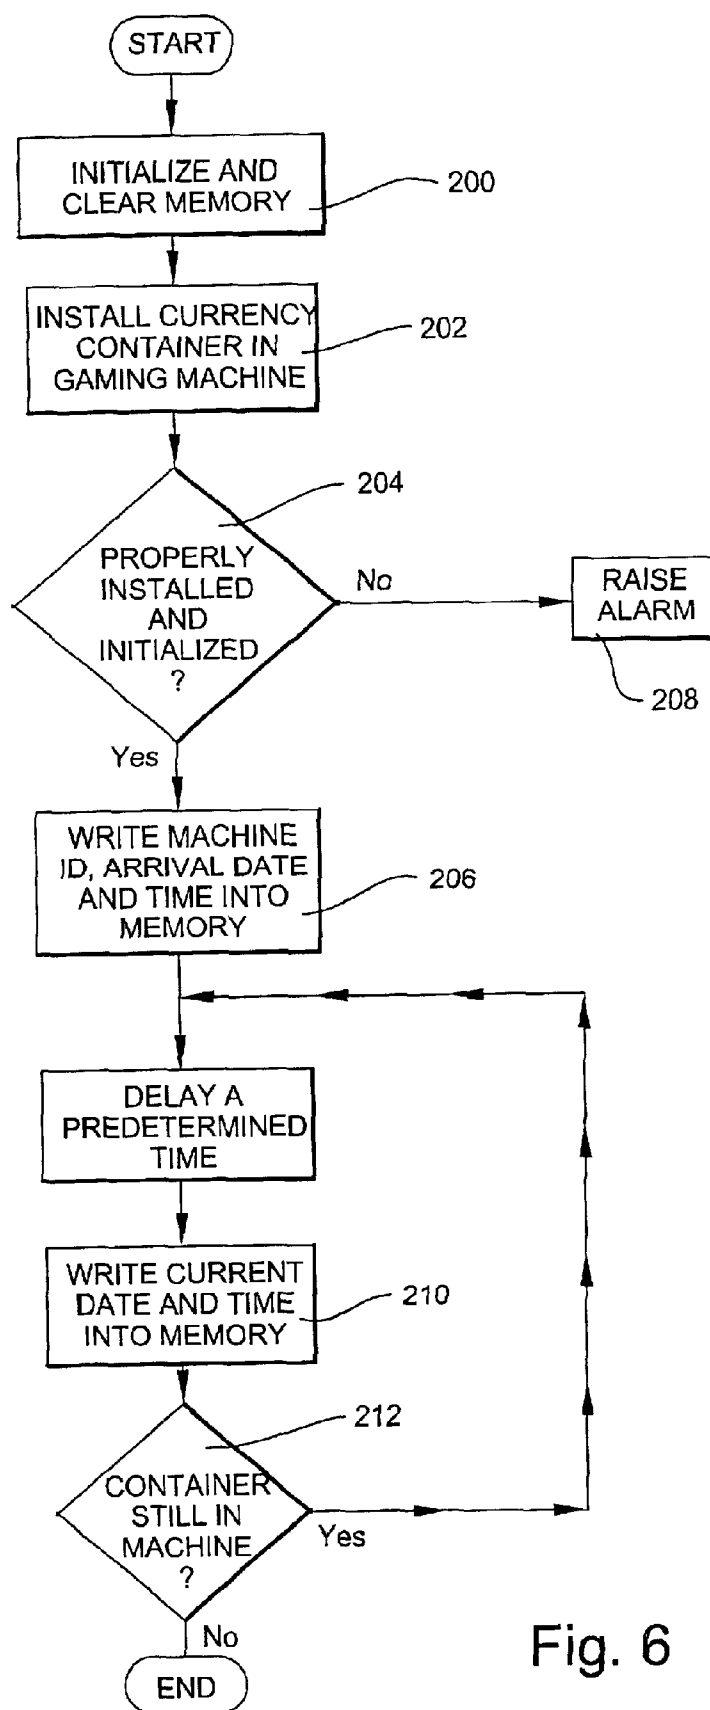 START
INITIALIZE AND
CLEAR MEMORY
200
INSTALL CURRENCY
CONTAINER IN
GAMING MACHINE
202
204
PROPERLY
INSTALLED
AND
INITIALIZED
?
No
RAISE
ALARM
208
Yes
WRITE MACHINE
ID, ARRIVAL DATE
AND TIME INTO
MEMORY
206
DELAY A
PREDETERMINED
TIME
WRITE CURRENT
DATE AND TIME
INTO MEMORY
210
212
CONTAINER
STILL IN
MACHINE
?
Yes
No
END
Fig. 6